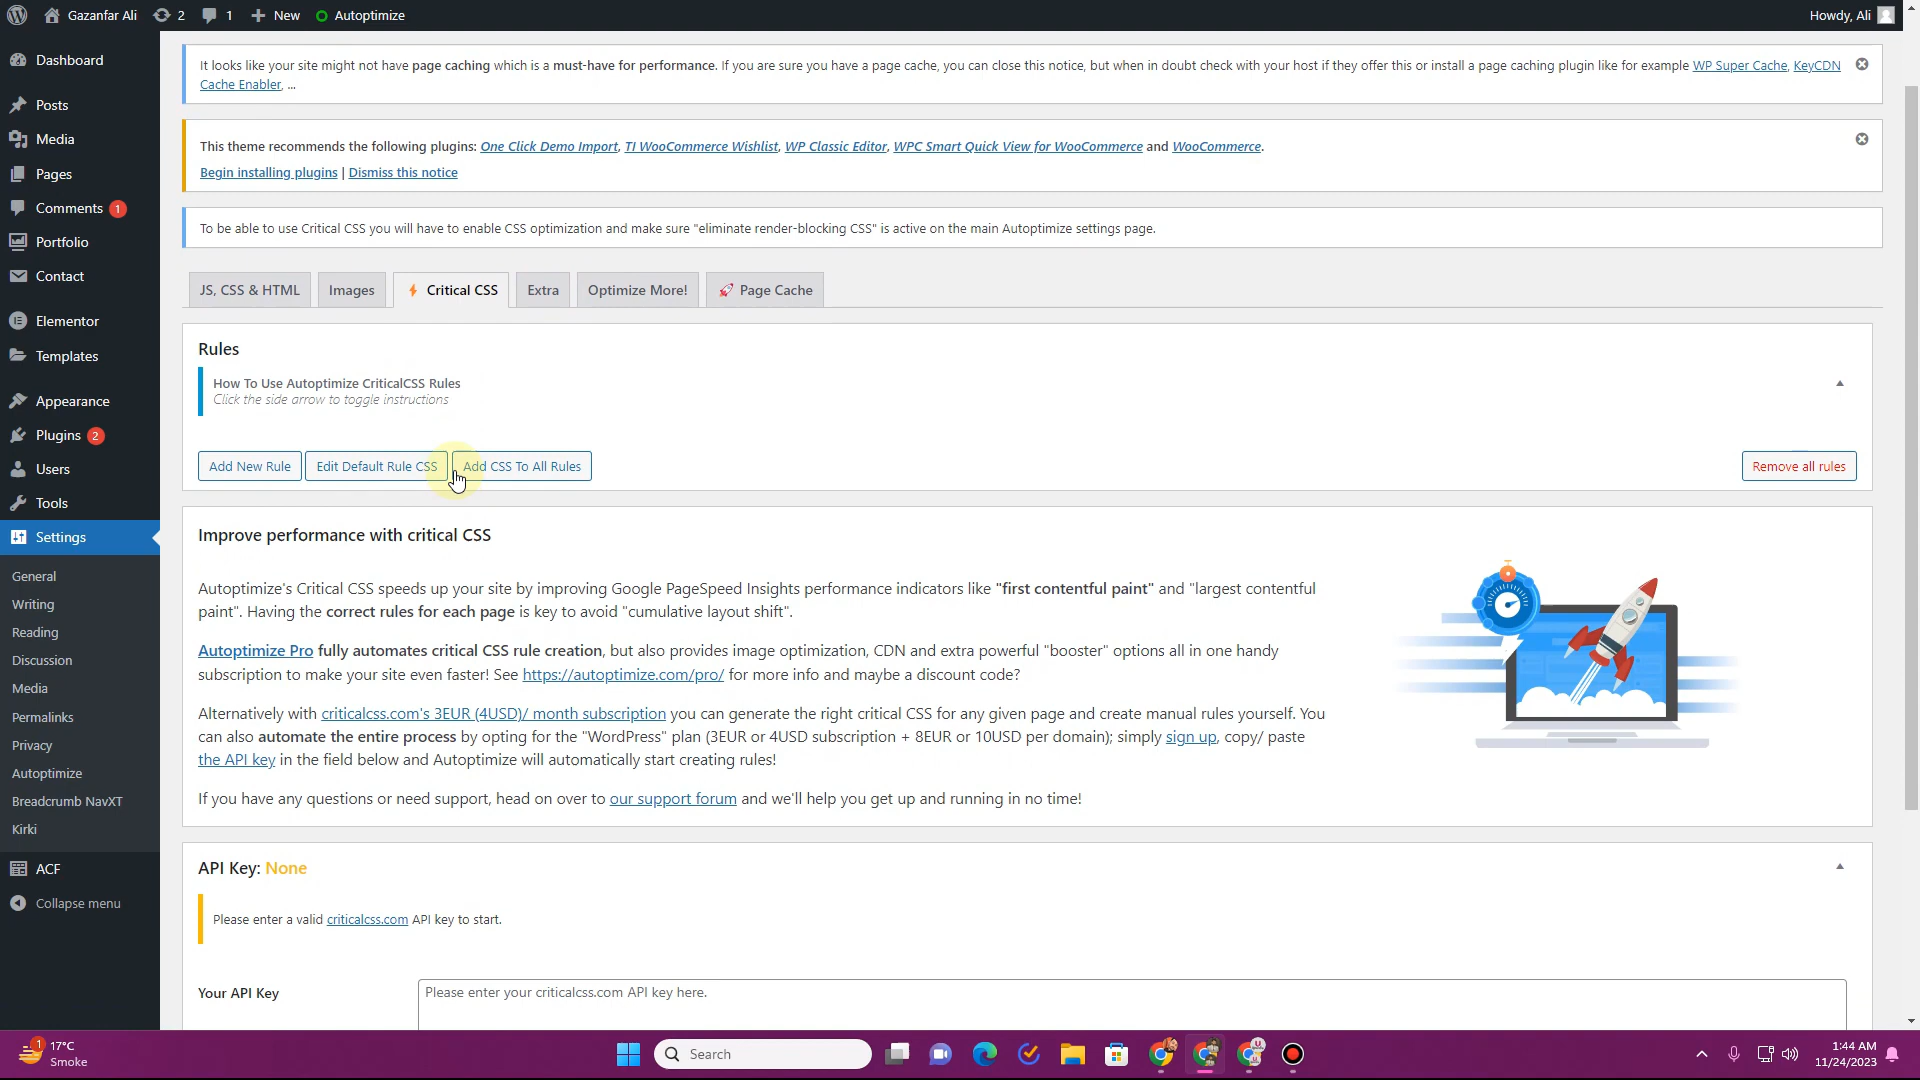 Gazanfar Ali 2 1 New Autoptimize Howdy, Ali
Dashboard
Posts
Media
Pages
Comments 1
Portfolio
Contact
Elementor
Templates
Appearance
Plugins 2
Users
Tools
Settings
General
Writing
Reading
Discussion
Media
Permalinks
Privacy
Autoptimize
Breadcrumb NavXT
Kirki
ACF
Collapse menu
It looks like your site might not have page caching which is a must-have for performance. If you are sure you have a page cache, you can close this notice, but when in doubt check with your host if they offer this or install a page caching plugin like for example WP Super Cache, KeyCDN
Cache Enabler, ...
This theme recommends the following plugins: One Click Demo Import, TI WooCommerce Wishlist, WP Classic Editor, WPC Smart Quick View for WooCommerce and WooCommerce.
Begin installing plugins | Dismiss this notice
To be able to use Critical CSS you will have to enable CSS optimization and make sure "eliminate render-blocking CSS" is active on the main Autoptimize settings page.
JS, CSS & HTML Images Critical CSS Extra Optimize More! Page Cache
Rules
How To Use Autoptimize CriticalCSS Rules
Click the side arrow to toggle instructions
Add New Rule Edit Default Rule CSS Add CSS To All Rules Remove all rules
Improve performance with critical CSS
Autoptimize's Critical CSS speeds up your site by improving Google PageSpeed Insights performance indicators like "first contentful paint" and "largest contentful
paint". Having the correct rules for each page is key to avoid "cumulative layout shift".
Autoptimize Pro fully automates critical CSS rule creation, but also provides image optimization, CDN and extra powerful "booster" options all in one handy
subscription to make your site even faster! See https://autoptimize.com/pro/ for more info and maybe a discount code?
Alternatively with criticalcss.com's 3EUR (4USD)/ month subscription you can generate the right critical CSS for any given page and create manual rules yourself. You
can also automate the entire process by opting for the "WordPress" plan (3EUR or 4USD subscription + 8EUR or 10USD per domain); simply sign up, copy/ paste
the API key in the field below and Autoptimize will automatically start creating rules!
If you have any questions or need support, head on over to our support forum and we'll help you get up and running in no time!
API Key: None
Please enter a valid criticalcss.com API key to start.
Your API Key Please enter your criticalcss.com API key here.
1 17°C
Smoke
Search
1:44 AM
11/24/2023